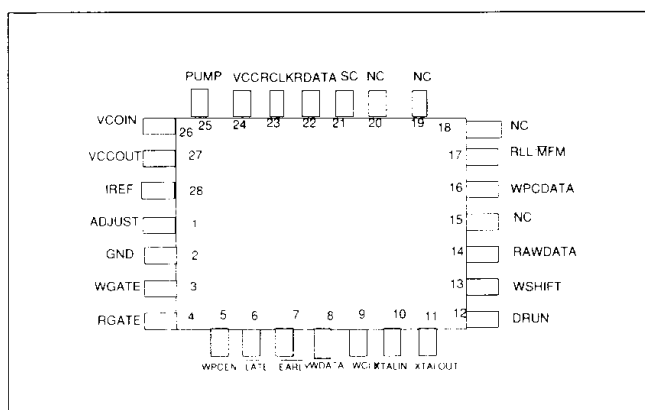 PUMP VCC RCLK RDATA SC NC NC
25 24 23 22 21 20 19
VCOIN 26 18 NC
VCCOUT 27 17 RLL MFM
IREF 28 16 WPCDATA
ADJUST 1 15 NC
GND 2 14 RAWDATA
WGATE 3 13 WSHIFT
RGATE 4 12 DRUN
5 6 7 8 9 10 11
WPCEN LATE EARLY WDATA XTALIN XTALOUT